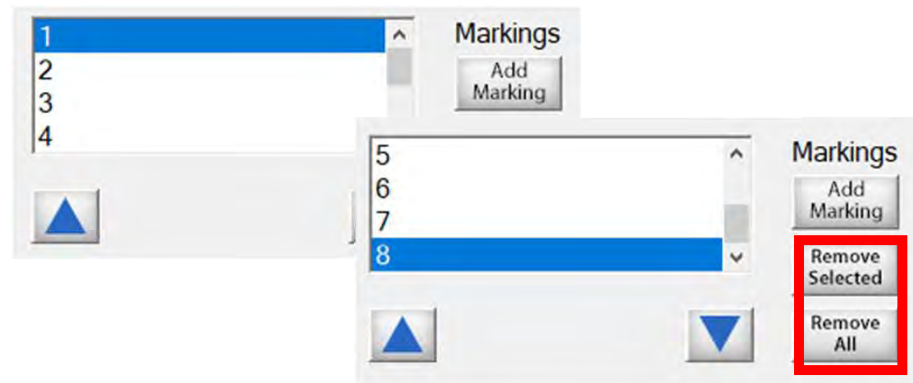 1
2
3
4
Markings
Add
Marking
5
6
7
8
Markings
Add
Marking
Remove
Selected
Remove
All